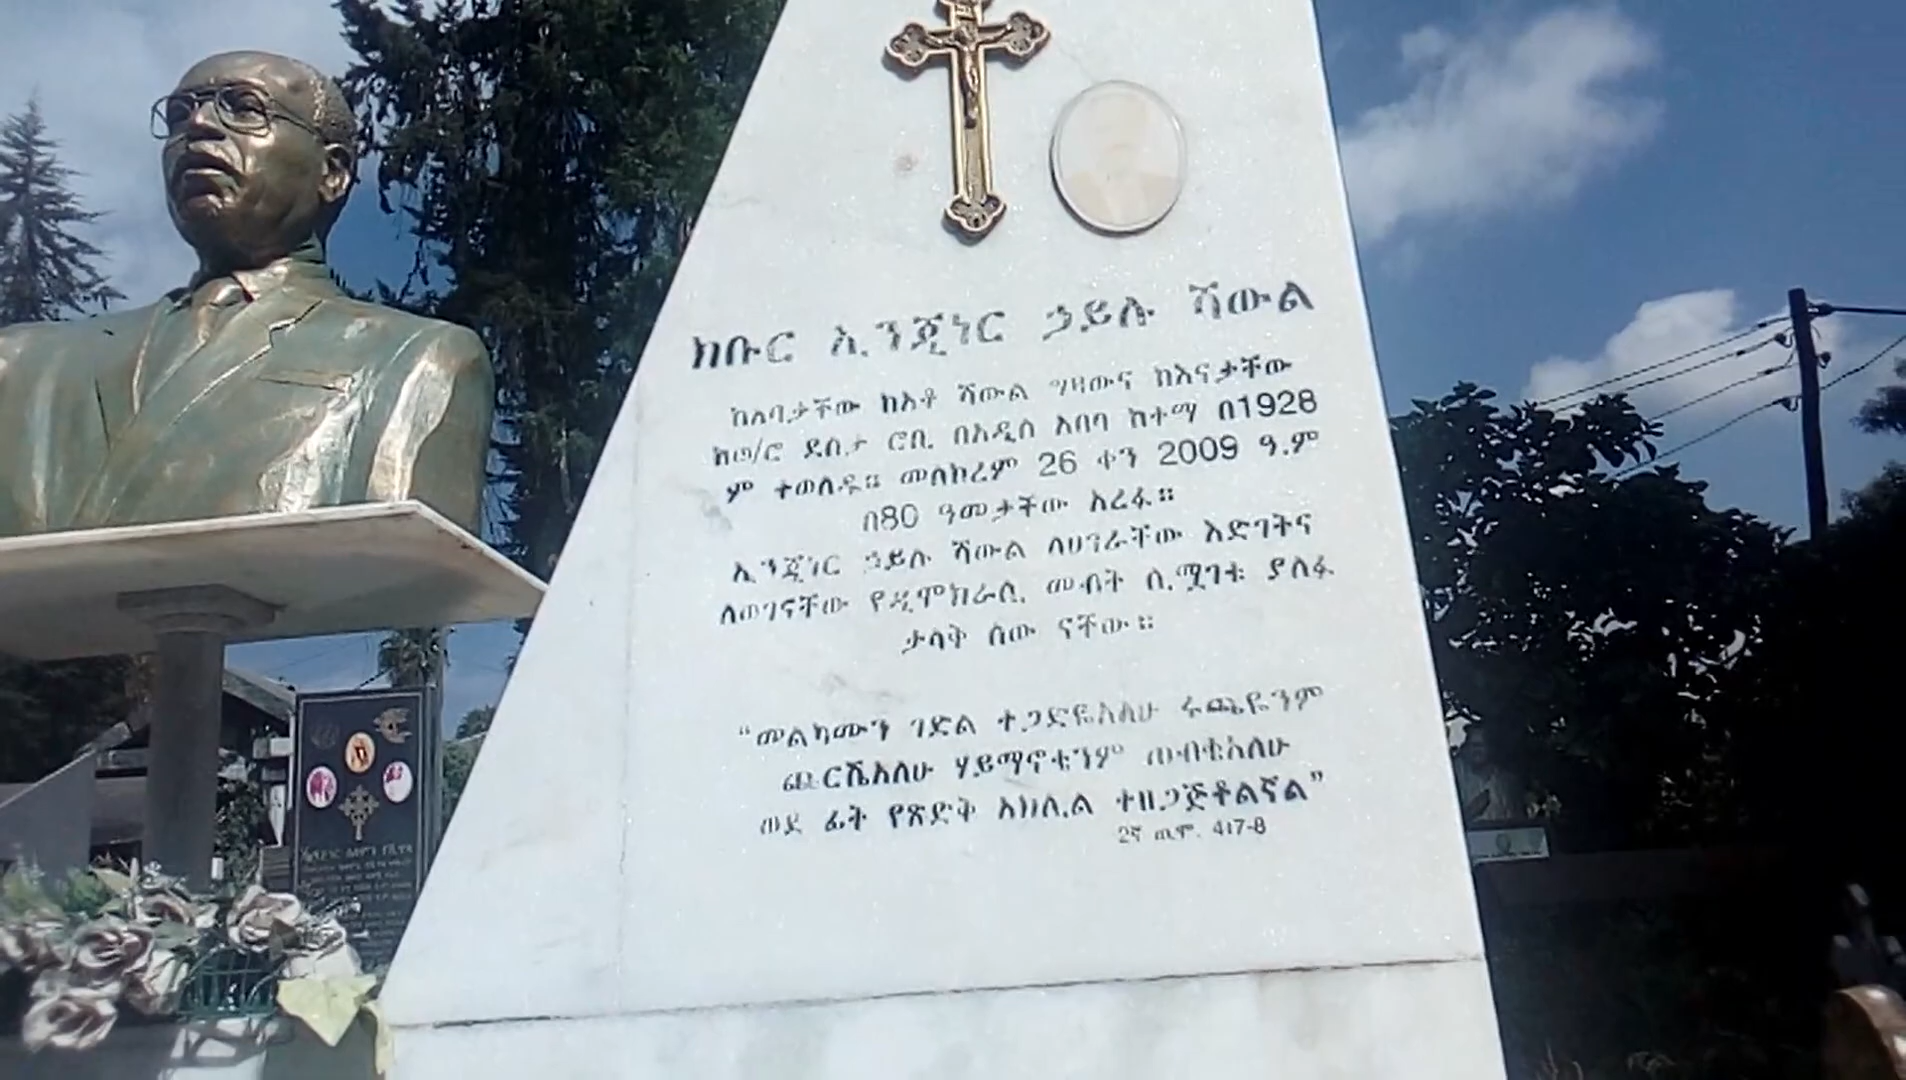 ክቡር ኢንጂነር ኃይሉ ሻውል
ከአባታቸው ከአቶ ሻውል ግዛውና ከእናታቸው
ከወ/ሮ ደስታ ሮቢ በአዲስ አበባ ከተማ በ1928
ም ተወለዱ። መስከረም 26 ቀን 2009 ዓ.ም
በ80 ዓመታቸው አረፉ።
ኢንጂነር ኃይሉ ሻውል ለሀገራቸው እድገትና
ለወገናቸው የዲሞክራሲ መብት ሲሟገቱ ያለፉ
ታላቅ ሰው ናቸው።
“መልካሙን ገድል ተጋድዬአለሁ ሩጫዬንም
ጨርሼአለሁ ሃይማኖቴንም ጠብቄአለሁ
ወደ ፊት የጽድቅ አክሊል ተዘጋጅቶልኛል”
2ኛ ጢሞ. 4፡7-8